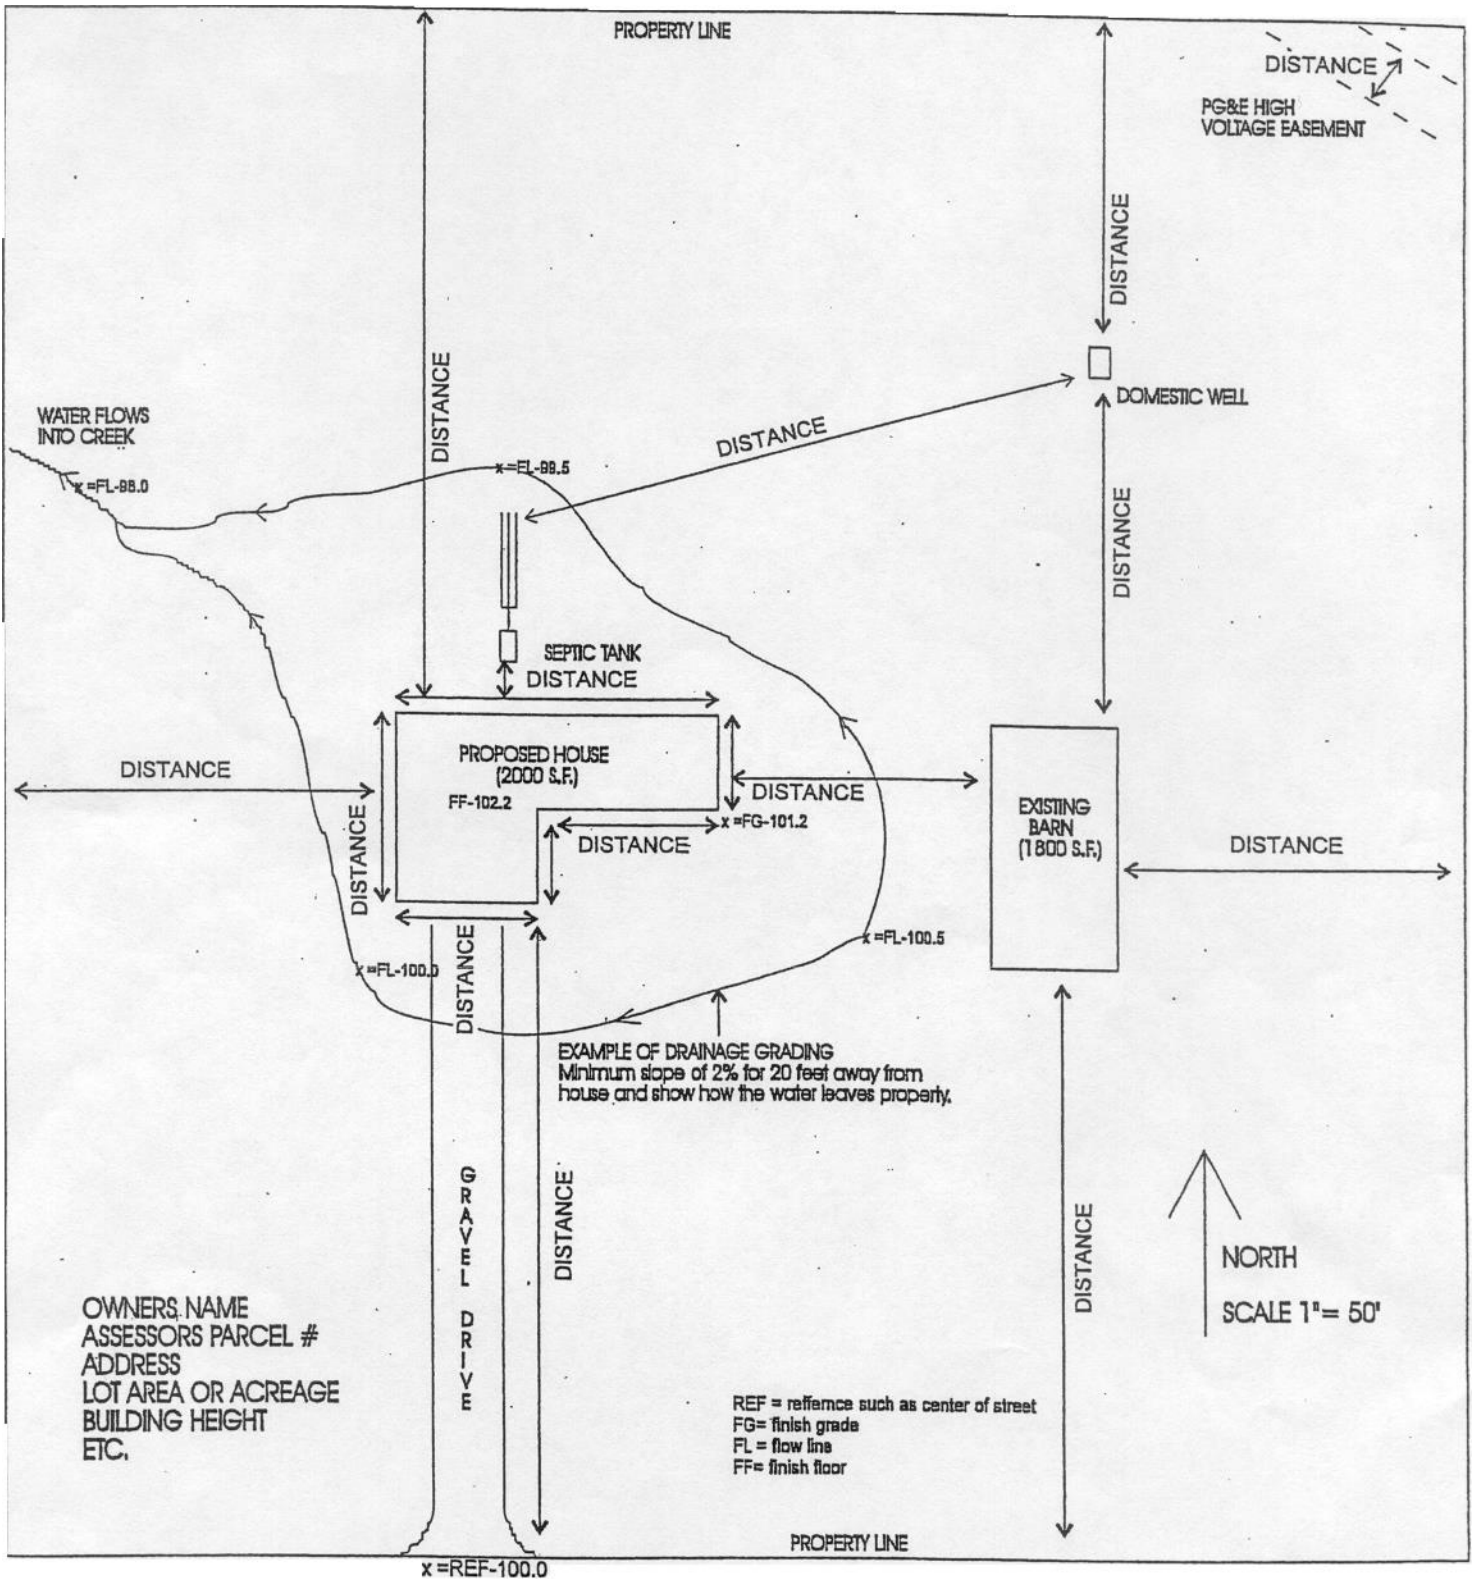 PROPERTY LINE
DISTANCE
PG&E HIGH
VOLTAGE EASEMENT
DISTANCE
DISTANCE
DOMESTIC WELL
WATER FLOWS
INTO CREEK
DISTANCE
x =FL-99.5
x =FL-98.0
DISTANCE
SEPTIC TANK
DISTANCE
PROPOSED HOUSE
(2000 S.F.)
FF-102.2
DISTANCE
DISTANCE
DISTANCE
x =FG-101.2
DISTANCE
EXISTING
BARN
(1800 S.F.)
DISTANCE
x =FL-100.5
x =FL-100.0
DISTANCE
EXAMPLE OF DRAINAGE GRADING
Minimum slope of 2% for 20 feet away from
house and show how the water leaves property.
GRAVEL DRIVE
DISTANCE
DISTANCE
NORTH
SCALE 1"= 50'
OWNERS NAME
ASSESSORS PARCEL #
ADDRESS
LOT AREA OR ACREAGE
BUILDING HEIGHT
ETC.
REF = reffernce such as center of street
FG= finish grade
FL = flow line
FF= finish floor
PROPERTY LINE
x =REF-100.0